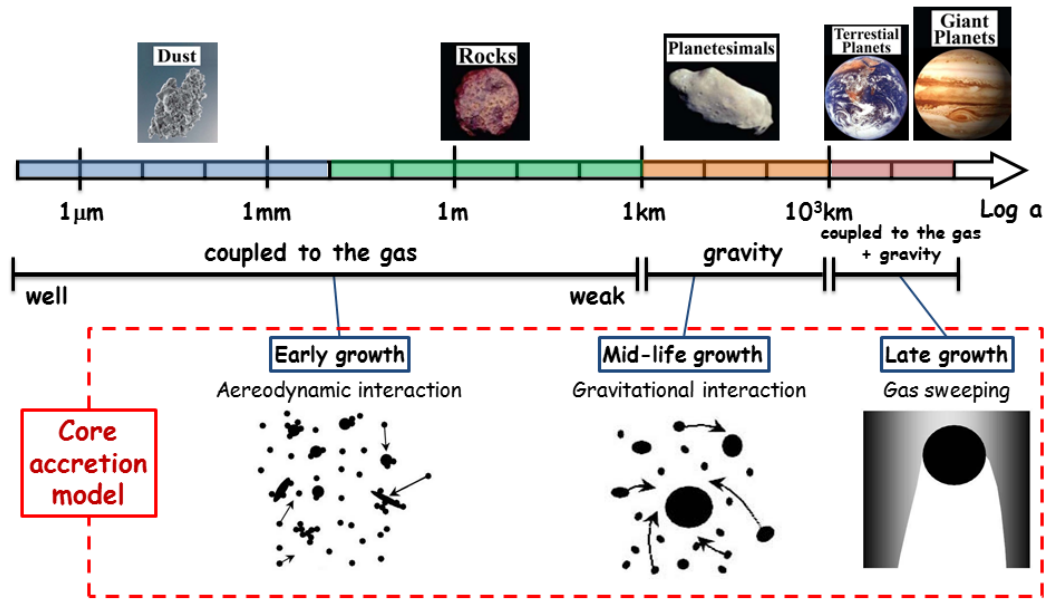 Dust
Rocks
Planetesimals
Terrestial
Planets
Giant
Planets
1μm
1mm
1m
1km
10³km
Log a
coupled to the gas
gravity
coupled to the gas
+ gravity
well
weak
Early growth
Mid-life growth
Late growth
Aereodynamic interaction
Gravitational interaction
Gas sweeping
Core
accretion
model